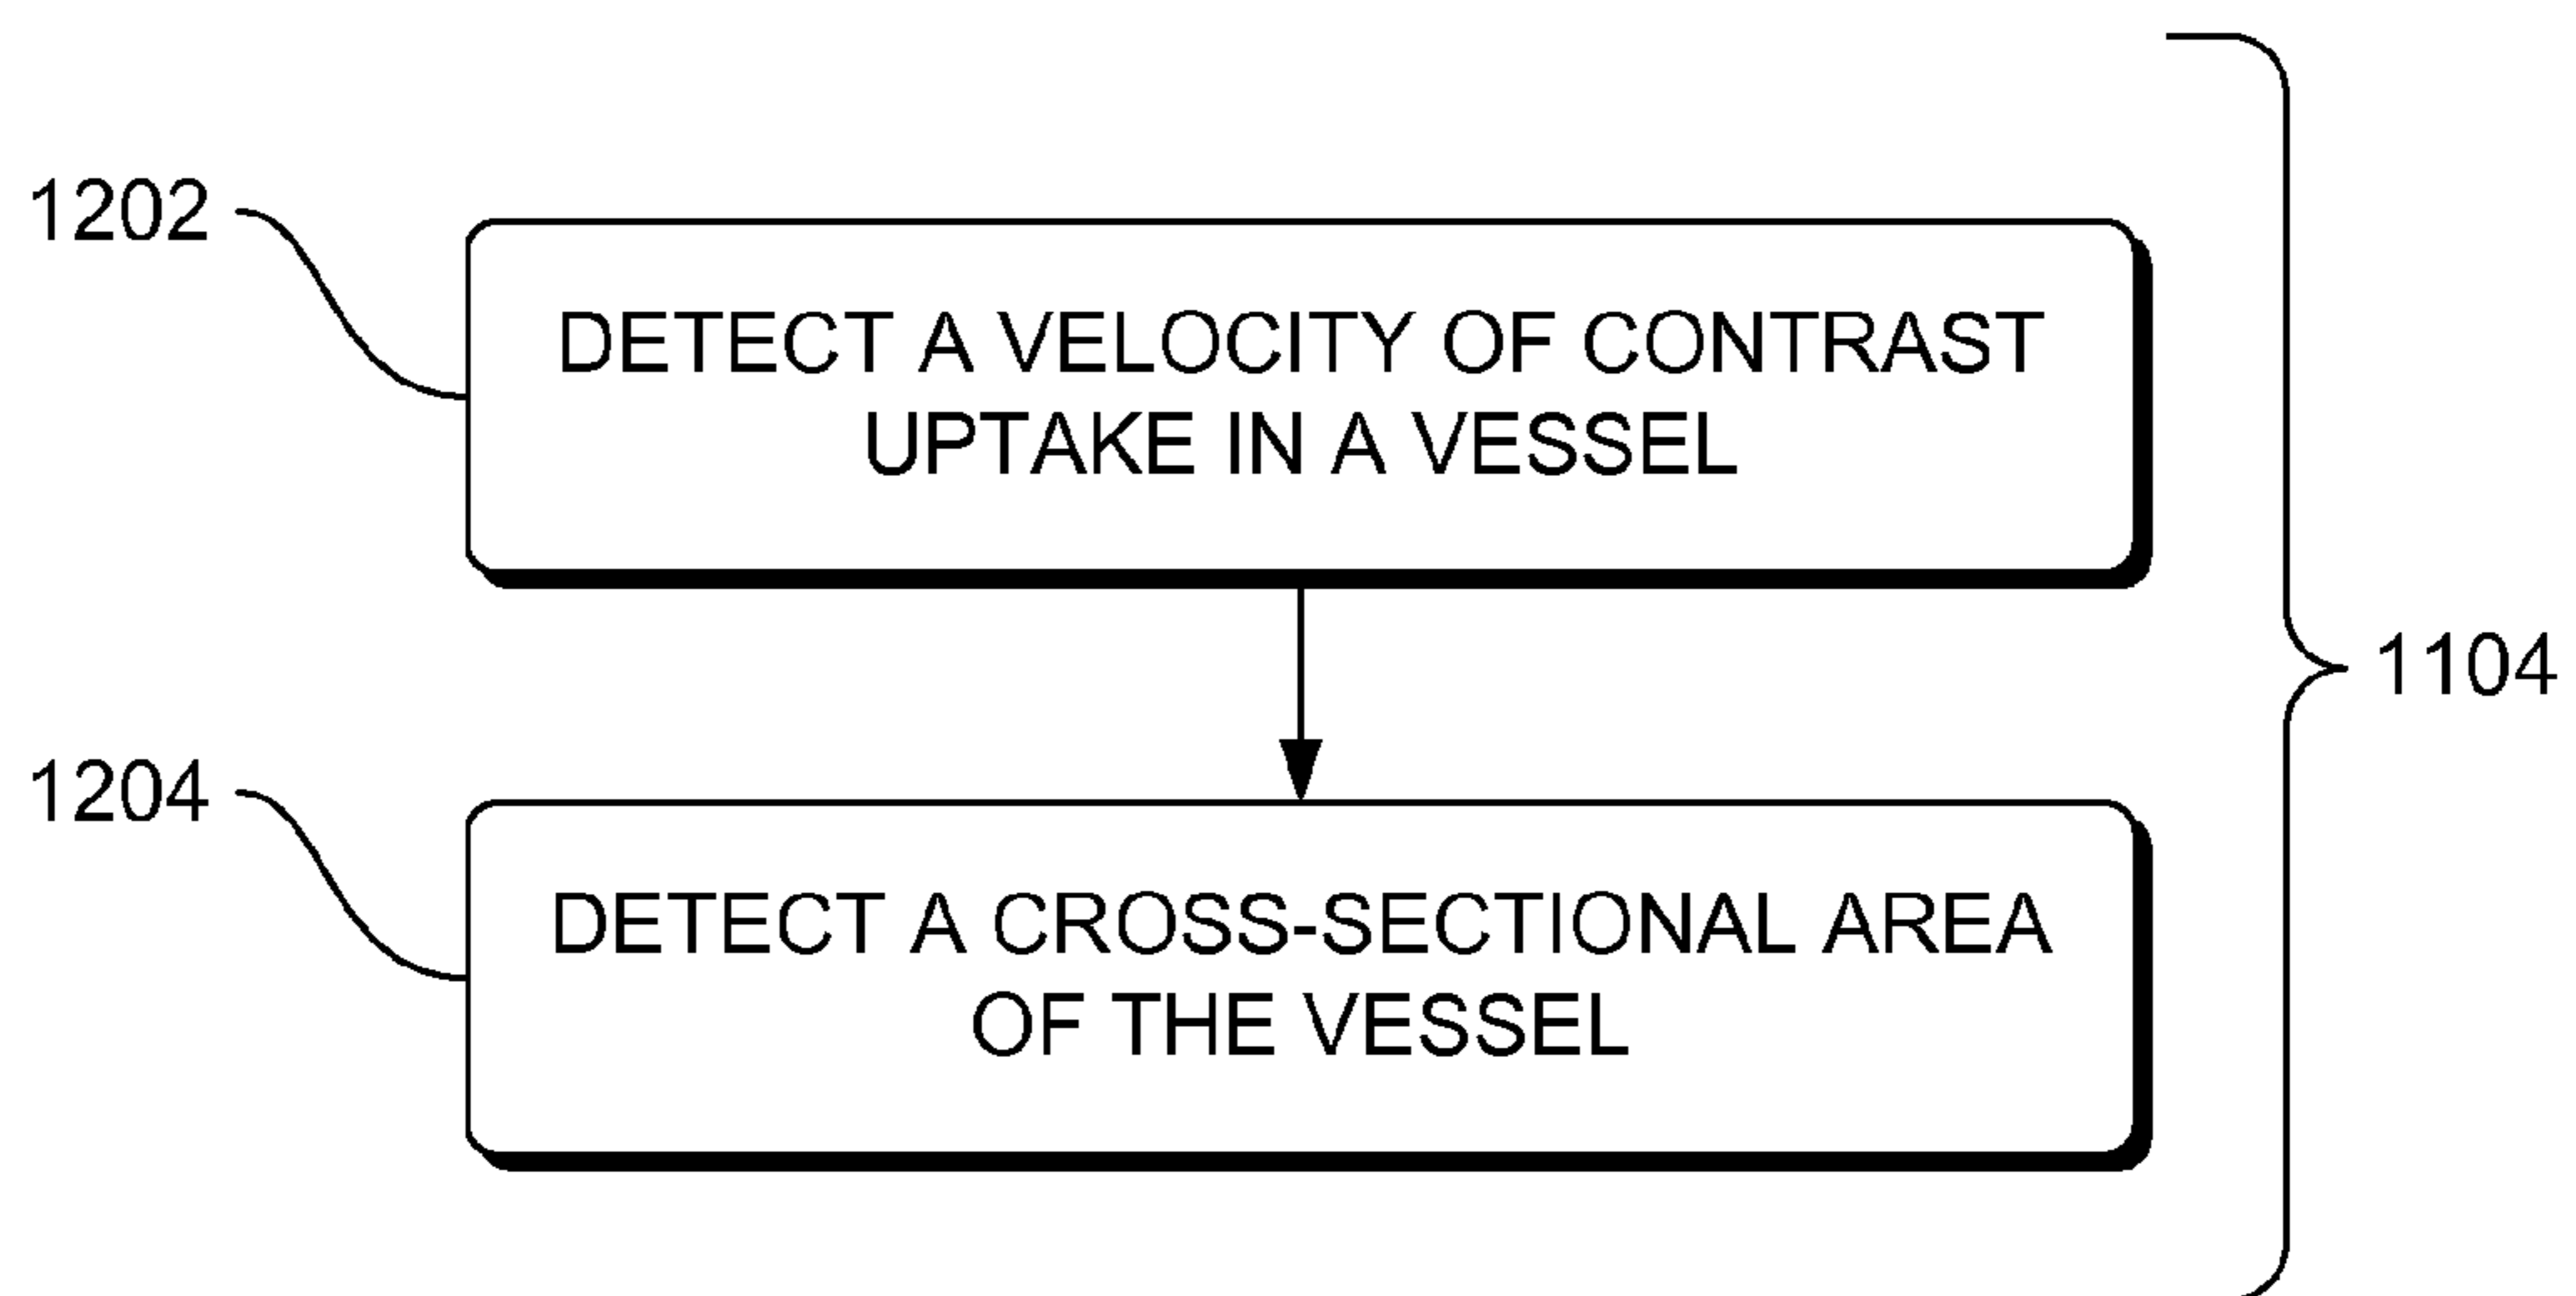 1202
DETECT A VELOCITY OF CONTRAST
UPTAKE IN A VESSEL
1104
1204
DETECT A CROSS-SECTIONAL AREA
OF THE VESSEL